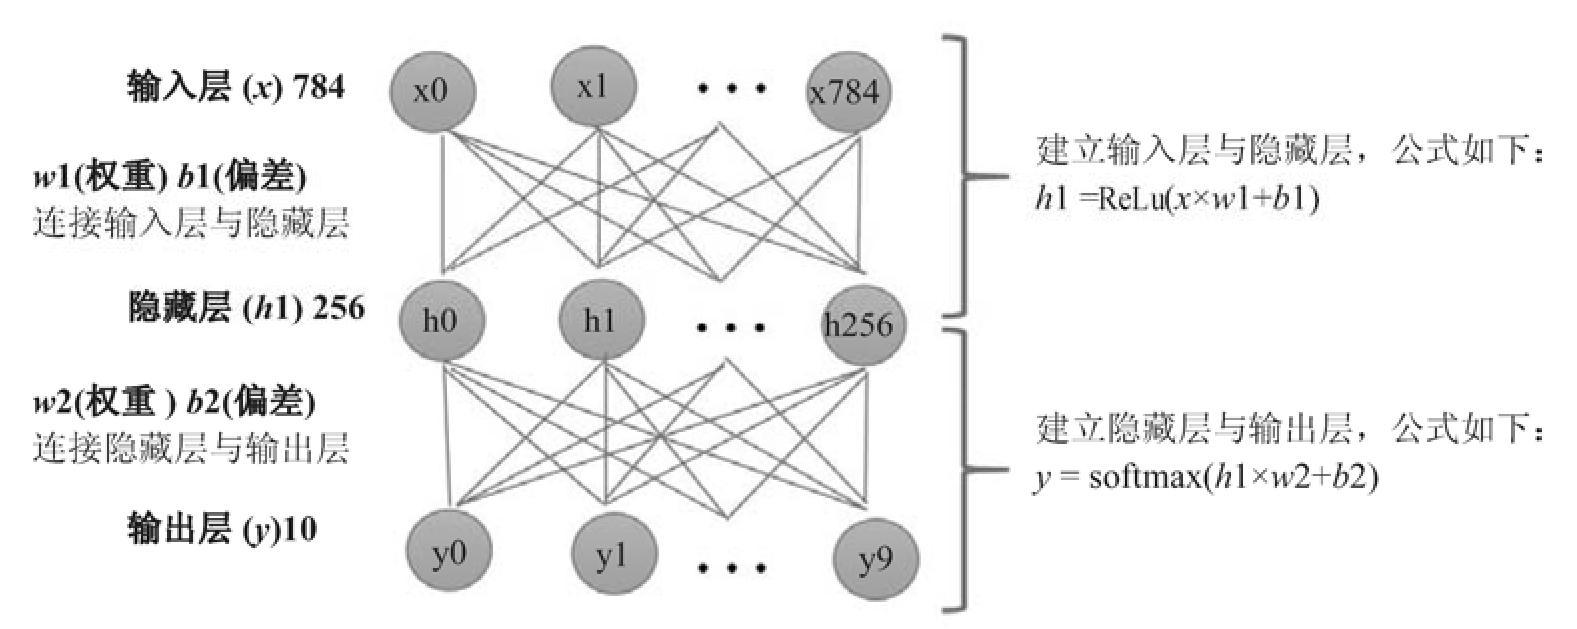 输入层 (x) 784
x0
x1
x784
w1(权重) b1(偏差)
连接输入层与隐藏层
建立输入层与隐藏层，公式如下：
h1 =ReLu(x×w1+b1)
隐藏层 (h1) 256
h0
h1
h256
w2(权重 ) b2(偏差)
连接隐藏层与输出层
建立隐藏层与输出层，公式如下：
y = softmax(h1×w2+b2)
输出层 (y)10
y0
y1
y9